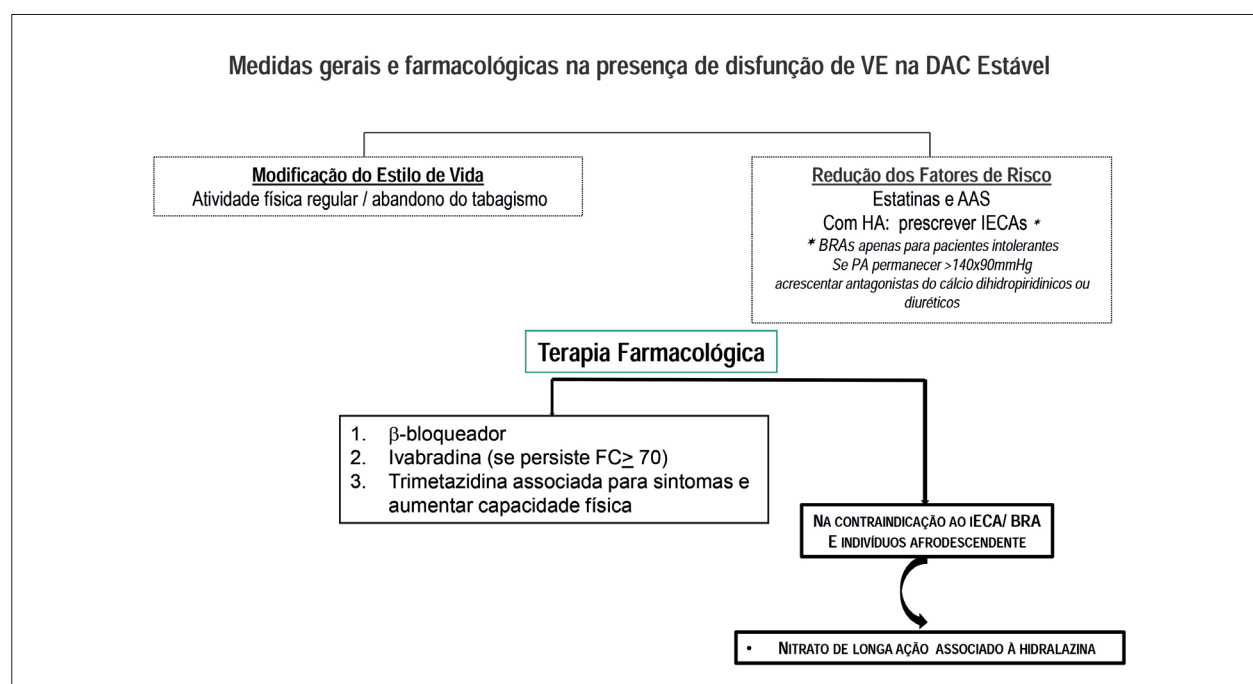 Medidas gerais e farmacológicas na presença de disfunção de VE na DAC Estável
Modificação do Estilo de Vida
Atividade física regular / abandono do tabagismo
Redução dos Fatores de Risco
Estatinas e AAS
Com HA: prescrever IECAs *
* BRAs apenas para pacientes intolerantes
Se PA permanecer >140x90mmHg
acrescentar antagonistas do cálcio dihidropiridinicos ou
diuréticos
Terapia Farmacológica
1. β-bloqueador
2. Ivabradina (se persiste FC≥ 70)
3. Trimetazidina associada para sintomas e
aumentar capacidade física
NA CONTRAINDICAÇÃO AO IECA/ BRA
E INDIVÍDUOS AFRODESCENDENTE
• NITRATO DE LONGA AÇÃO ASSOCIADO À HIDRALAZINA